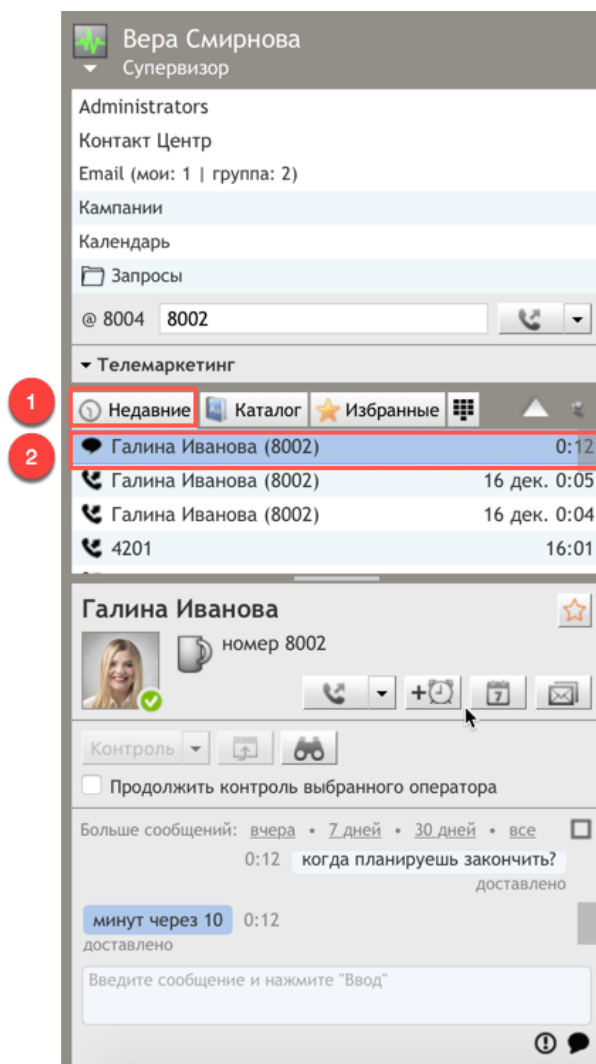 Вера Смирнова
Супервизор
Administrators
Контакт Центр
Email (мои: 1 | группа: 2)
Кампании
Календарь
Запросы
@ 8004 8002
Телемаркетинг
1 Недавние Каталог Избранные
2 Галина Иванова (8002) 0:12
Галина Иванова (8002) 16 дек. 0:05
Галина Иванова (8002) 16 дек. 0:04
4201 16:01
Галина Иванова
номер 8002
+ 7
Контроль
Продолжить контроль выбранного оператора
Больше сообщений: вчера • 7 дней • 30 дней • все
0:12 когда планируешь закончить?
доставлено
минут через 10 0:12
доставлено
Введите сообщение и нажмите "Ввод"